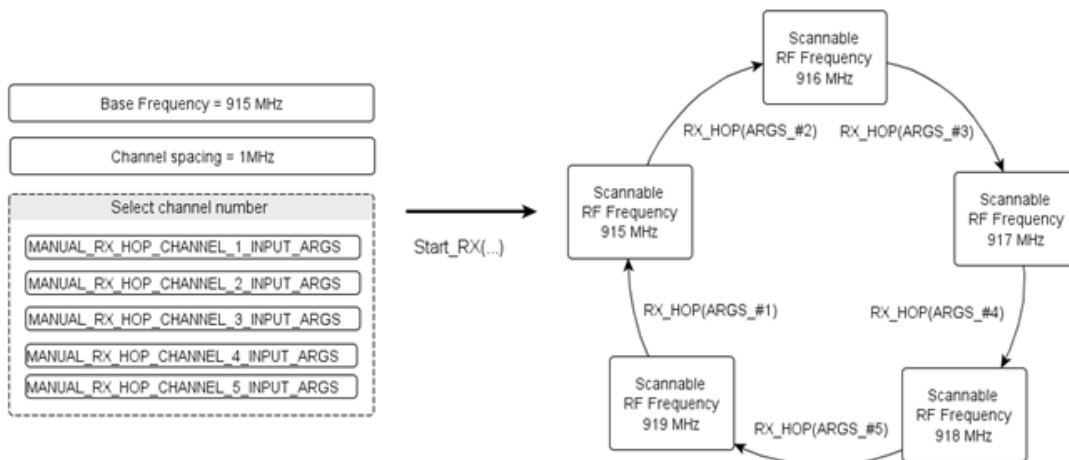 Base Frequency = 915 MHz
Channel spacing = 1MHz
Select channel number
MANUAL_RX_HOP_CHANNEL_1_INPUT_ARGS
MANUAL_RX_HOP_CHANNEL_2_INPUT_ARGS
MANUAL_RX_HOP_CHANNEL_3_INPUT_ARGS
MANUAL_RX_HOP_CHANNEL_4_INPUT_ARGS
MANUAL_RX_HOP_CHANNEL_5_INPUT_ARGS
Start_RX(...)
Scannable
RF Frequency
916 MHz
RX_HOP(ARGS_#2)
RX_HOP(ARGS_#3)
Scannable
RF Frequency
915 MHz
Scannable
RF Frequency
917 MHz
RX_HOP(ARGS_#1)
RX_HOP(ARGS_#4)
Scannable
RF Frequency
919 MHz
RX_HOP(ARGS_#5)
Scannable
RF Frequency
918 MHz